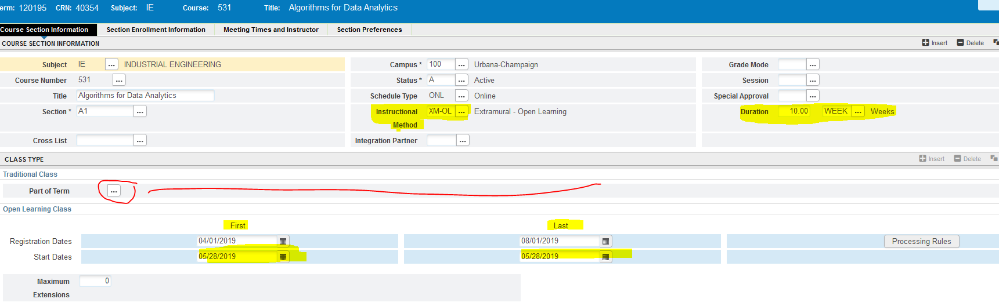 erm: 120195 CRN: 40354 Subject: IE Course: 531 Title: Algorithms for Data Analytics
Course Section Information Section Enrollment Information Meeting Times and Instructor Section Preferences
COURSE SECTION INFORMATION Insert Delete
Subject IE ... INDUSTRIAL ENGINEERING Campus * 100 ... Urbana-Champaign Grade Mode ...
Course Number 531 ... Status * A ... Active Session ...
Title Algorithms for Data Analytics Schedule Type ONL ... Online Special Approval ...
Section * A1 ... Instructional XM-OL ... Extramural - Open Learning Duration 10.00 WEEK ... Weeks
Method
Cross List ... Integration Partner ...
CLASS TYPE Insert Delete
Traditional Class
Part of Term ...
Open Learning Class
First Last
Registration Dates 04/01/2019 08/01/2019 Processing Rules
Start Dates 05/28/2019 05/28/2019
Maximum 0
Extensions